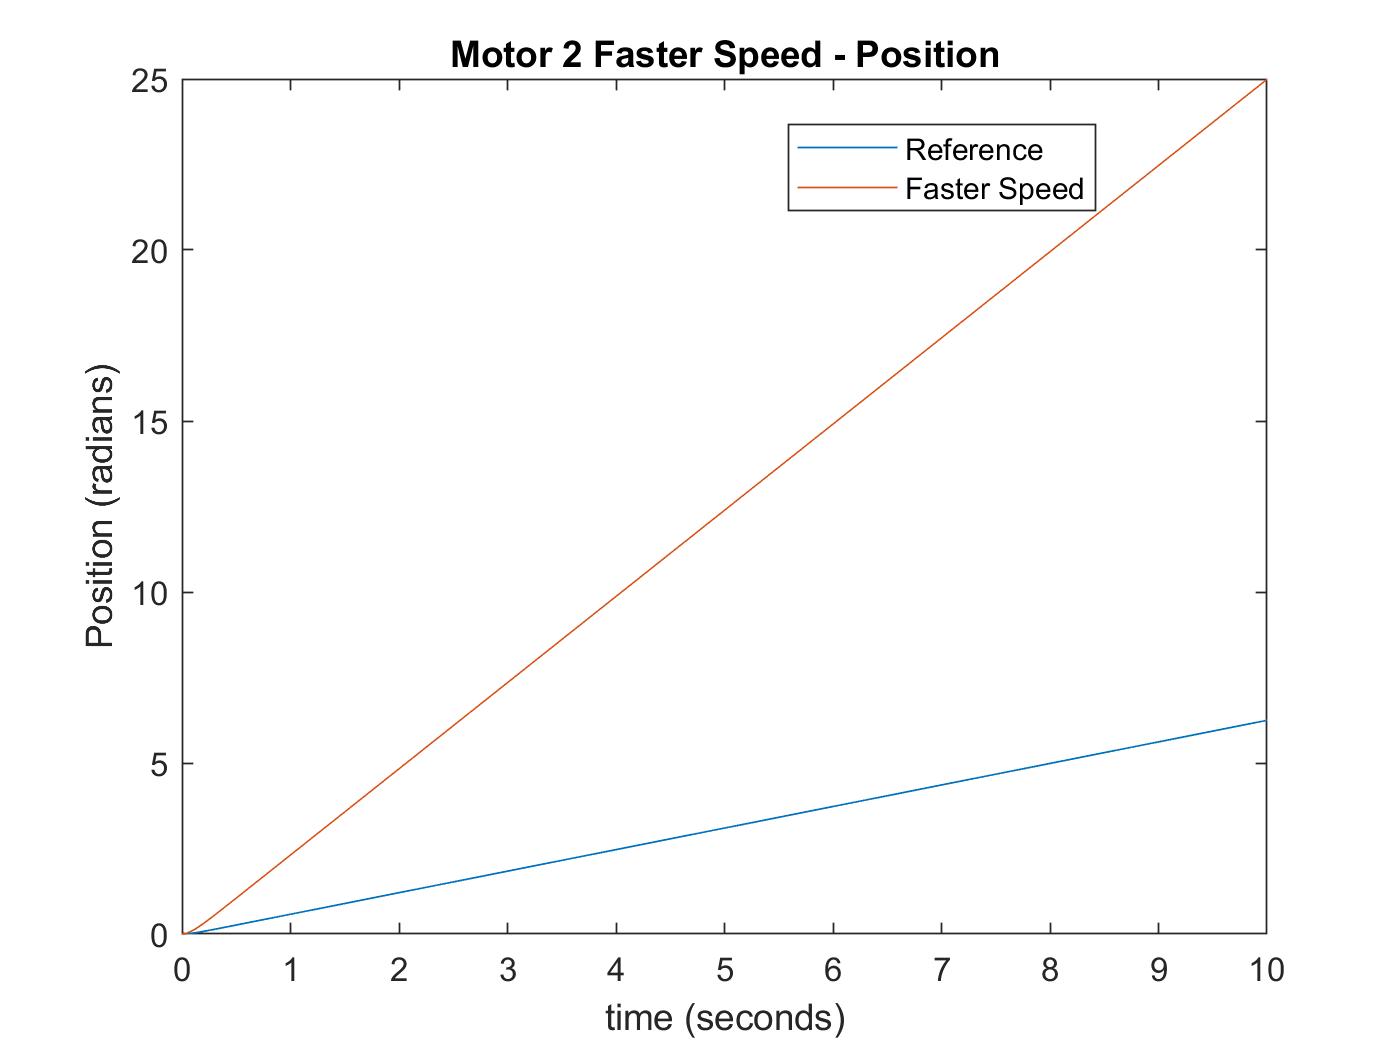 Motor 2 Faster Speed - Position
25
20
15
10
5
0
Position (radians)
Reference
Faster Speed
0 1 2 3 4 5 6 7 8 9 10
time (seconds)